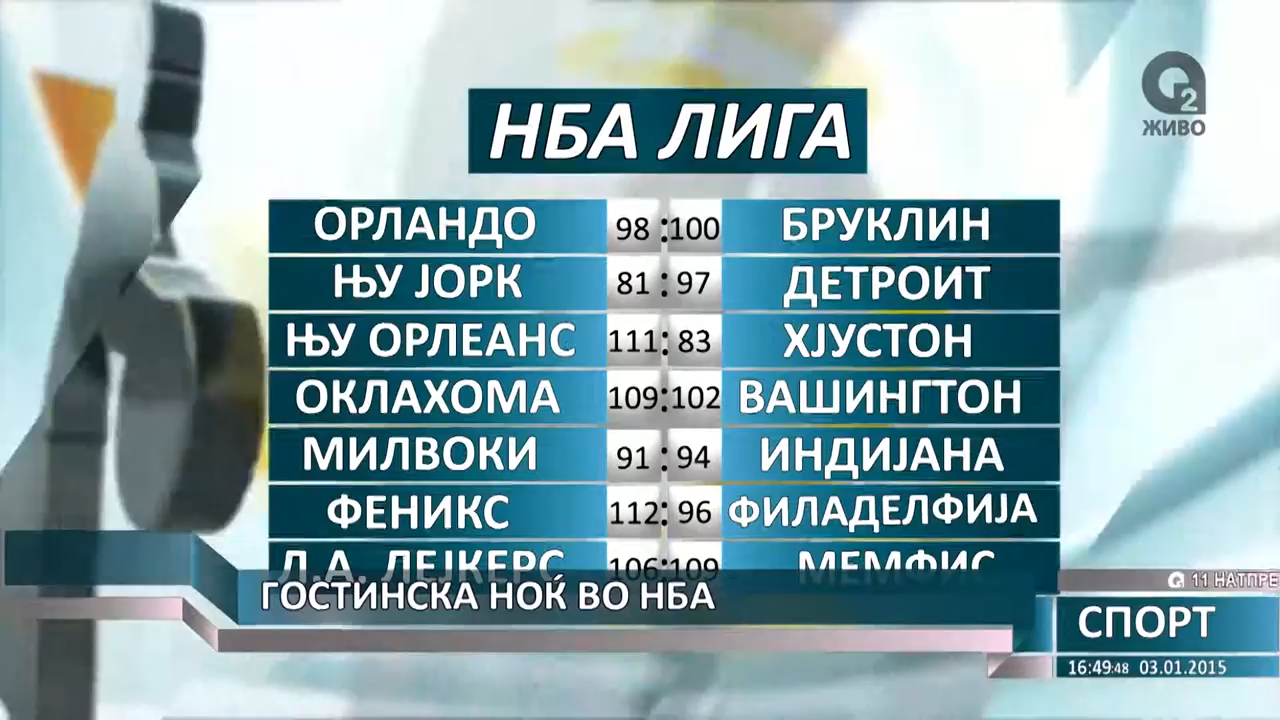 2
ЖИВО
НБА ЛИГА
ОРЛАНДО 98:100 БРУКЛИН
ЊУ ЈОРК 81:97 ДЕТРОИТ
ЊУ ОРЛЕАНС 111:83 ХЈУСТОН
ОКЛАХОМА 109:102 ВАШИНГТОН
МИЛВОКИ 91:94 ИНДИЈАНА
ФЕНИКС 112:96 ФИЛАДЕЛФИЈА
Л.А. ЛЕЈКЕРС 106:109 МЕМФИС
ГОСТИНСКА НОЌ ВО НБА
11 НАТПРЕ
СПОРТ
16:49:48 03.01.2015